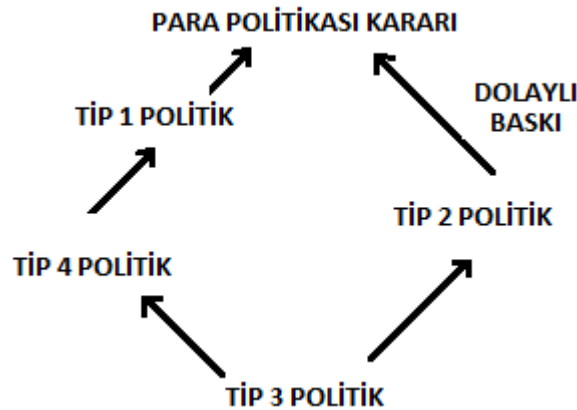 PARA POLİTİKASI KARARI
TİP 1 POLİTİK
DOLAYLI
BASKI
TİP 2 POLİTİK
TİP 4 POLİTİK
TİP 3 POLİTİK